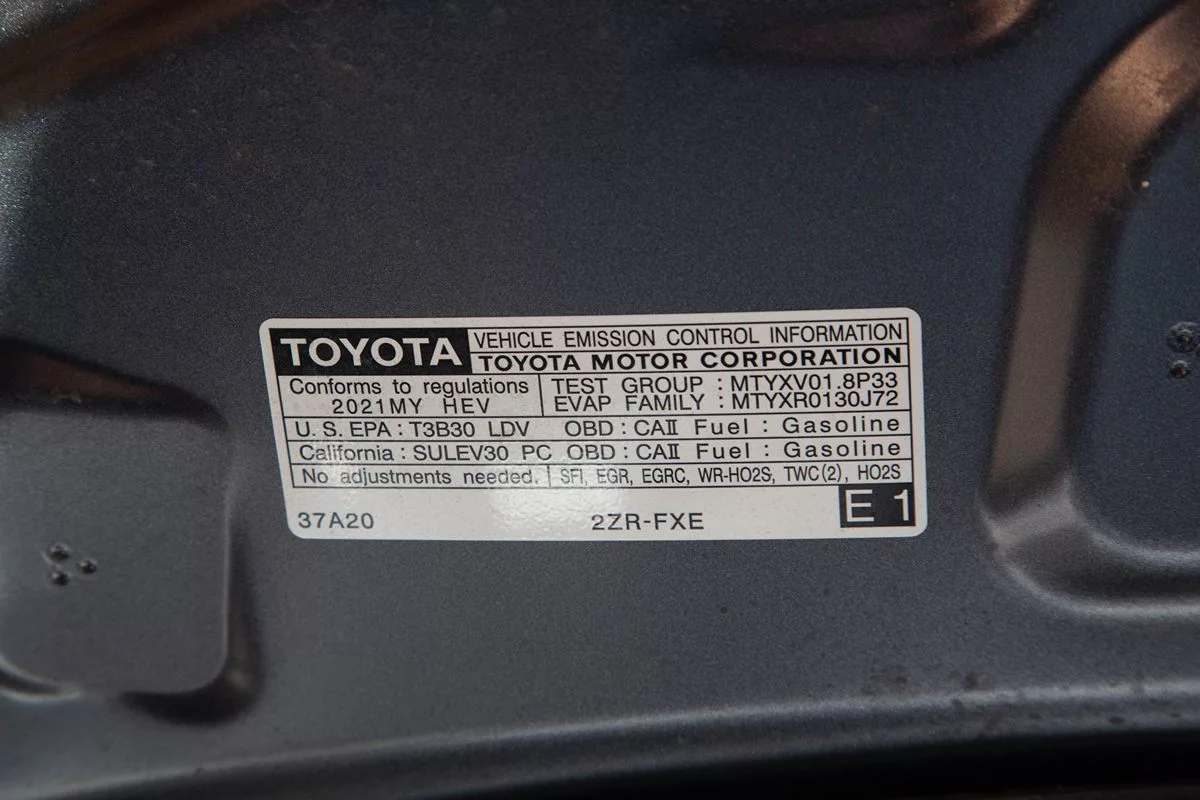 TOYOTA VEHICLE EMISSION CONTROL INFORMATION
TOYOTA MOTOR CORPORATION
Conforms to regulations
2021MY HEV
TEST GROUP : MTYXV01.8P33
EVAP FAMILY : MTYXR0130J72
U.S. EPA : T3B30 LDV OBD : CAⅡ Fuel : Gasoline
California : SULEV30 PC OBD : CAⅡ Fuel : Gasoline
No adjustments needed. SFI, EGR, EGRC, WR-HO2S, TWC(2), HO2S
37A20 2ZR-FXE E 1